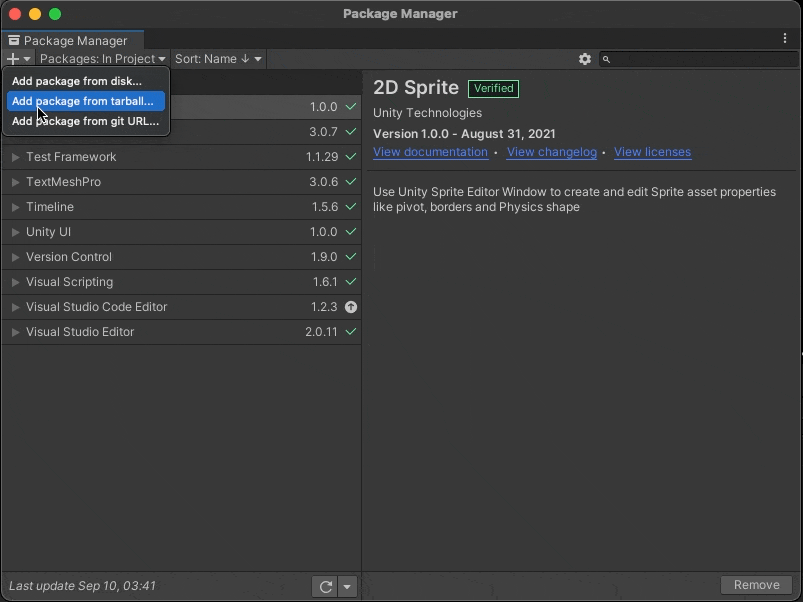 Package Manager
Package Manager
Packages: In Project Sort: Name ↓
Add package from disk...
Add package from tarball...
Add package from git URL...
1.0.0
3.0.7
Test Framework 1.1.29
TextMeshPro 3.0.6
Timeline 1.5.6
Unity UI 1.0.0
Version Control 1.9.0
Visual Scripting 1.6.1
Visual Studio Code Editor 1.2.3
Visual Studio Editor 2.0.11
2D Sprite Verified
Unity Technologies
Version 1.0.0 - August 31, 2021
View documentation • View changelog • View licenses
Use Unity Sprite Editor Window to create and edit Sprite asset properties
like pivot, borders and Physics shape
Last update Sep 10, 03:41
Remove